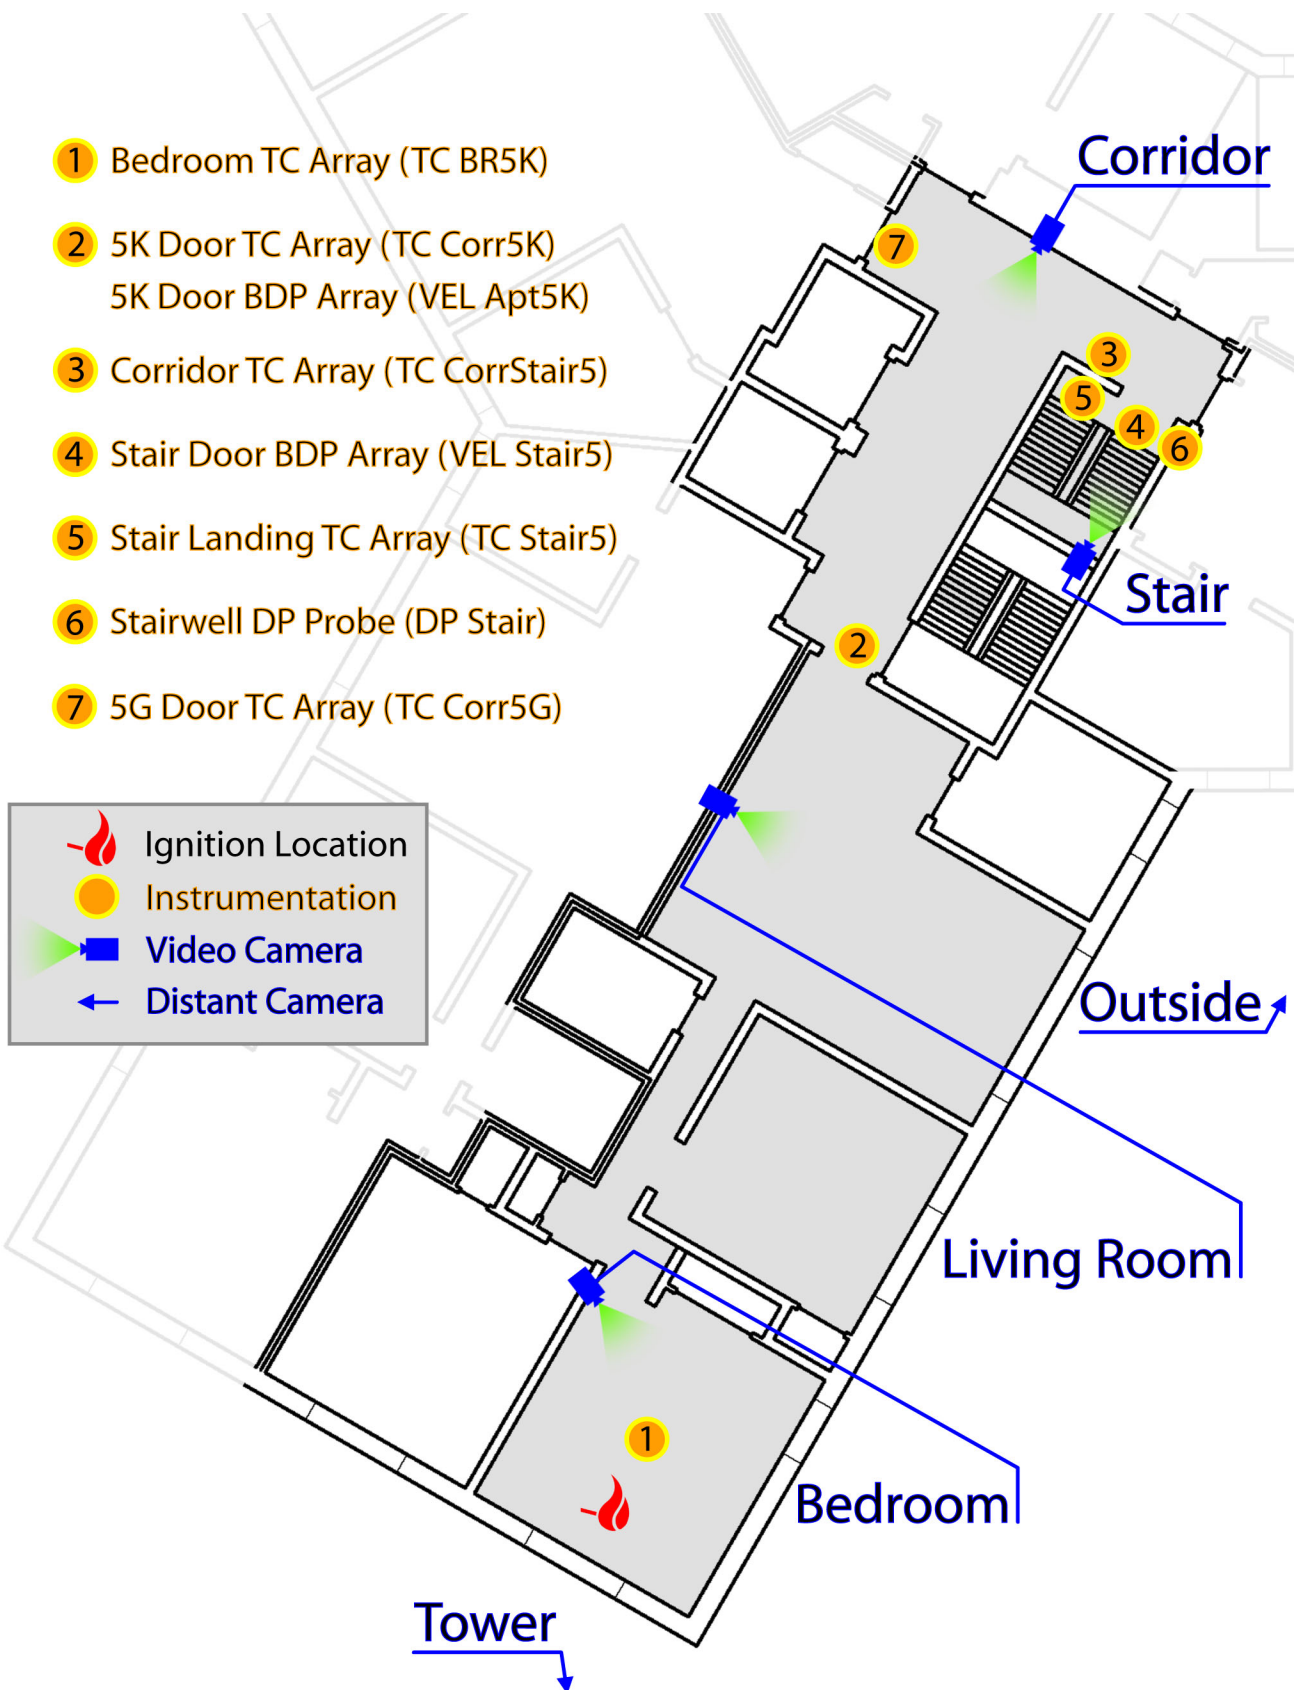 Corridor
1 Bedroom TC Array (TC BR5K)
2 5K Door TC Array (TC Corr5K)
5K Door BDP Array (VEL Apt5K)
3 Corridor TC Array (TC CorrStair5)
4 Stair Door BDP Array (VEL Stair5)
5 Stair Landing TC Array (TC Stair5)
6 Stairwell DP Probe (DP Stair)
7 5G Door TC Array (TC Corr5G)
7
3
5
4
6
Stair
2
Ignition Location
Instrumentation
Video Camera
Distant Camera
Outside
Living Room
1
Bedroom
Tower